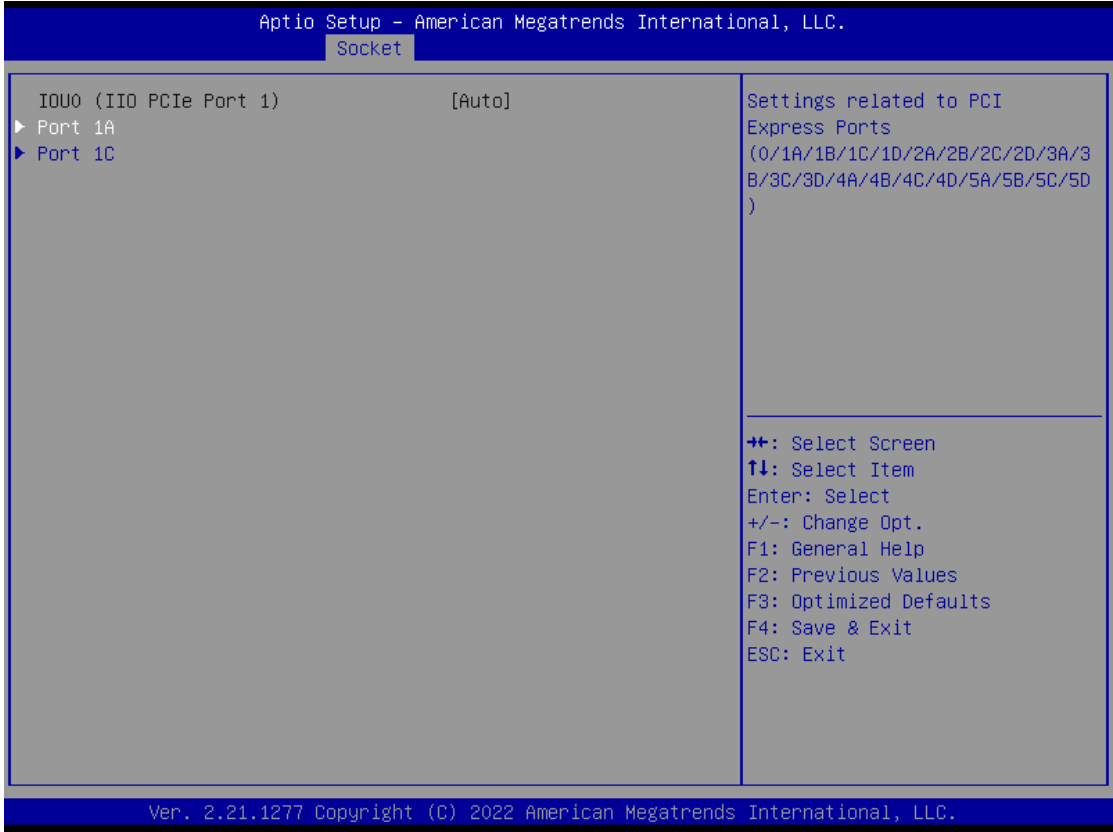 Aptio Setup – American Megatrends International, LLC.
Socket
IOU0 (IIO PCIe Port 1) [Auto]
▶ Port 1A
▶ Port 1C
Settings related to PCI
Express Ports
(0/1A/1B/1C/1D/2A/2B/2C/2D/3A/3
B/3C/3D/4A/4B/4C/4D/5A/5B/5C/5D
)
→←: Select Screen
↑↓: Select Item
Enter: Select
+/-: Change Opt.
F1: General Help
F2: Previous Values
F3: Optimized Defaults
F4: Save & Exit
ESC: Exit
Ver. 2.21.1277 Copyright (C) 2022 American Megatrends International, LLC.